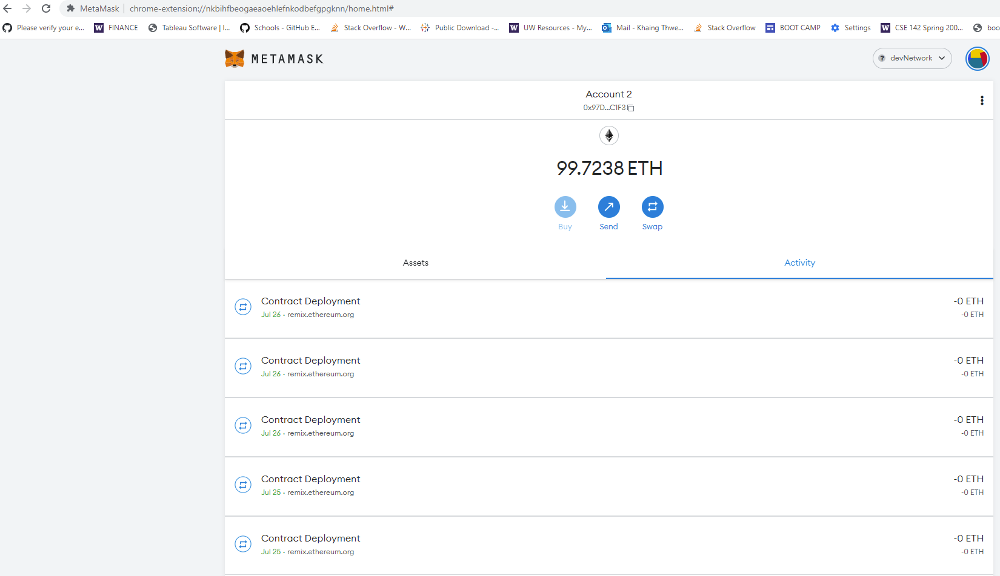 MetaMask chrome-extension://nkbihfbeogaeaoehlefnkodbefgpgknn/home.html#
Please verify your e... FINANCE Tableau Software | I... Schools - GitHub E... Stack Overflow - W... Public Download -... UW Resources - My... Mail - Khaing Thwe... Stack Overflow BOOT CAMP Settings CSE 142 Spring 200... boo
METAMASK
devNetwork
Account 2
0x97D...C1F3
99.7238 ETH
Buy Send Swap
Assets Activity
Contract Deployment -0 ETH
Jul 26 · remix.ethereum.org -0 ETH
Contract Deployment -0 ETH
Jul 26 · remix.ethereum.org -0 ETH
Contract Deployment -0 ETH
Jul 26 · remix.ethereum.org -0 ETH
Contract Deployment -0 ETH
Jul 25 · remix.ethereum.org -0 ETH
Contract Deployment -0 ETH
Jul 25 · remix.ethereum.org -0 ETH